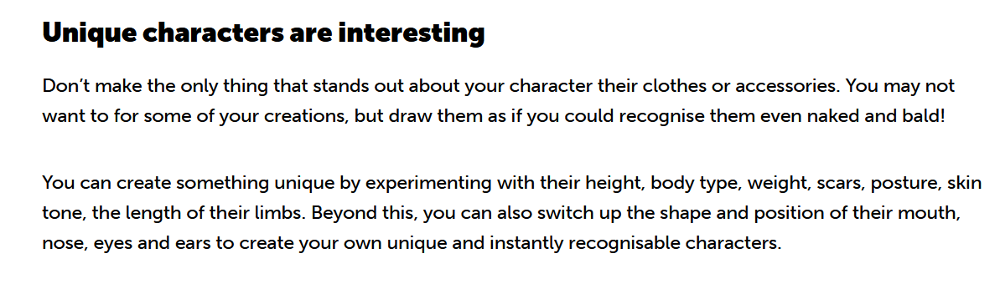 Unique characters are interesting
Don’t make the only thing that stands out about your character their clothes or accessories. You may not
want to for some of your creations, but draw them as if you could recognise them even naked and bald!
You can create something unique by experimenting with their height, body type, weight, scars, posture, skin
tone, the length of their limbs. Beyond this, you can also switch up the shape and position of their mouth,
nose, eyes and ears to create your own unique and instantly recognisable characters.